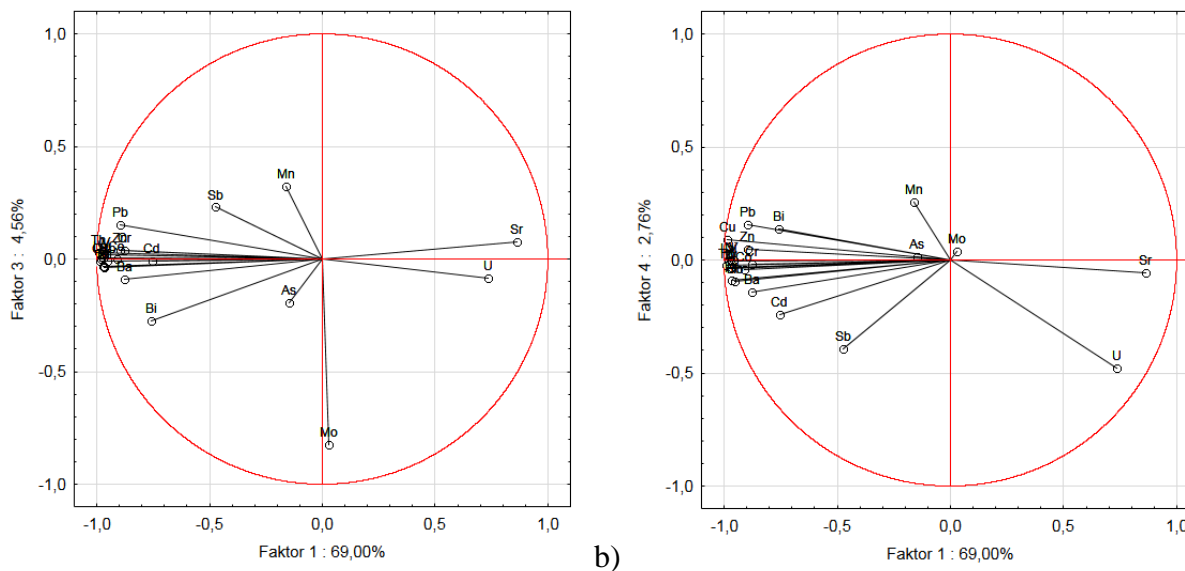 1,0
0,5
0,0
-0,5
-1,0
Faktor 3 : 4,56%
Mn
Sb
Pb
Cd
Ba
Bi
As
Mo
Sr
U
-1,0 -0,5 0,0 0,5 1,0
Faktor 1 : 69,00%
b)
1,0
0,5
0,0
-0,5
-1,0
Faktor 4 : 2,76%
Mn
Pb
Bi
Cu
Zn
As
Mo
Ba
Cd
Sb
Sr
U
-1,0 -0,5 0,0 0,5 1,0
Faktor 1 : 69,00%